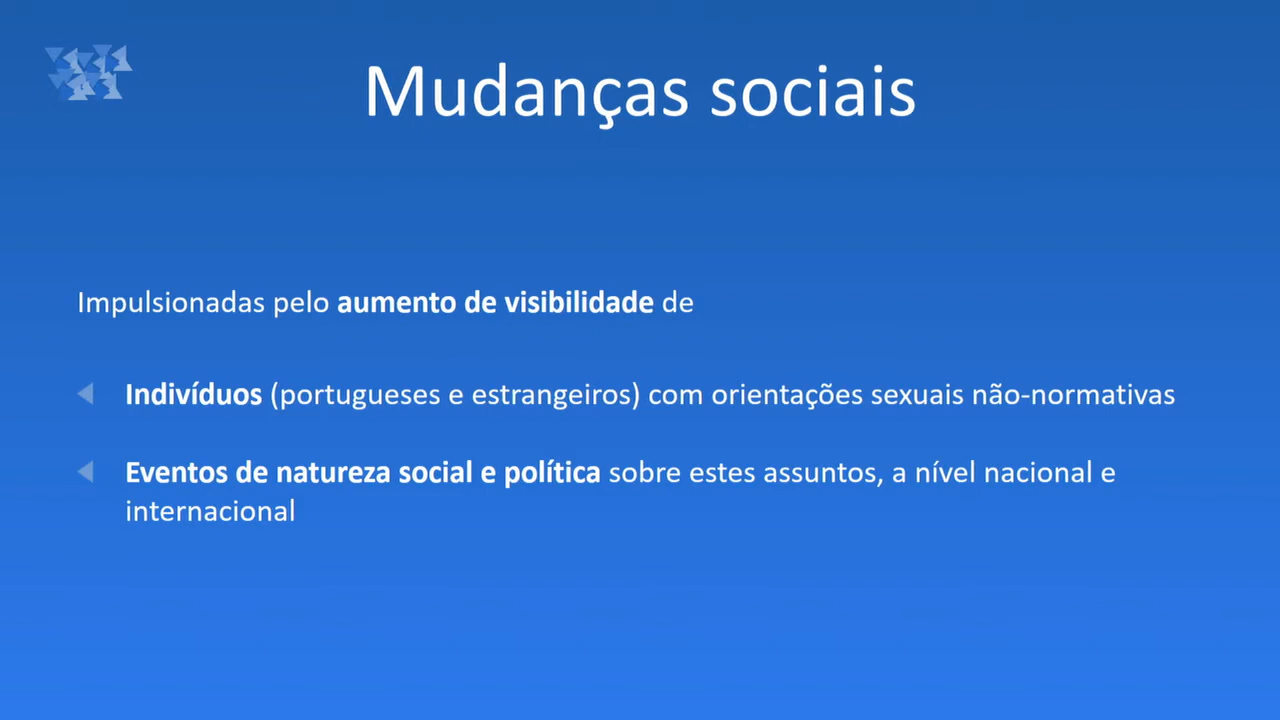 Mudanças sociais
Impulsionadas pelo aumento de visibilidade de
Indivíduos (portugueses e estrangeiros) com orientações sexuais não-normativas
Eventos de natureza social e política sobre estes assuntos, a nível nacional e
internacional